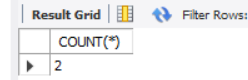 Result Grid Filter Rows:
COUNT(*)
2